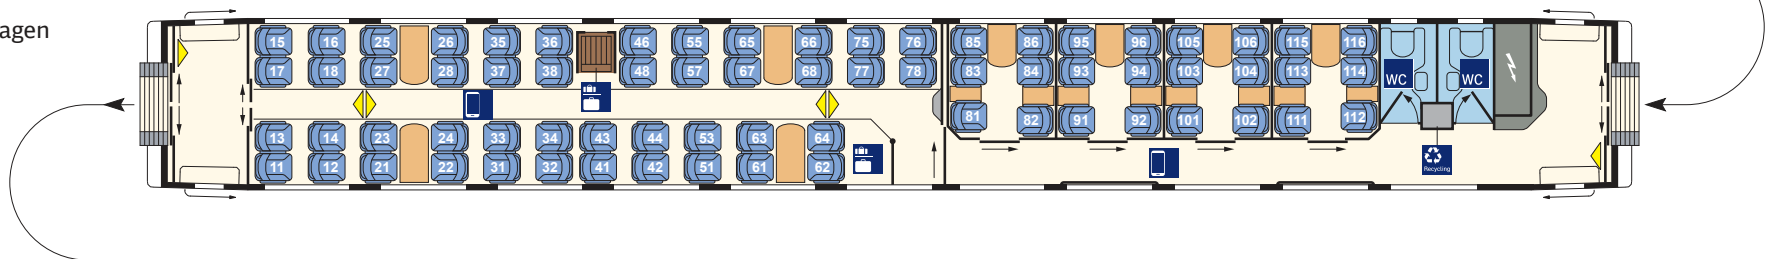 agen
15 16 25 26 35 36 46 55 65 66 75 76 85 86 95 96 105 106 115 116
17 18 27 28 37 38 48 57 67 68 77 78 83 84 93 94 103 104 113 114
WC WC
81 82 91 92 101 102 111 112
13 14 23 24 33 34 43 44 53 63 64
11 12 21 22 31 32 41 42 51 61 62
Recycling